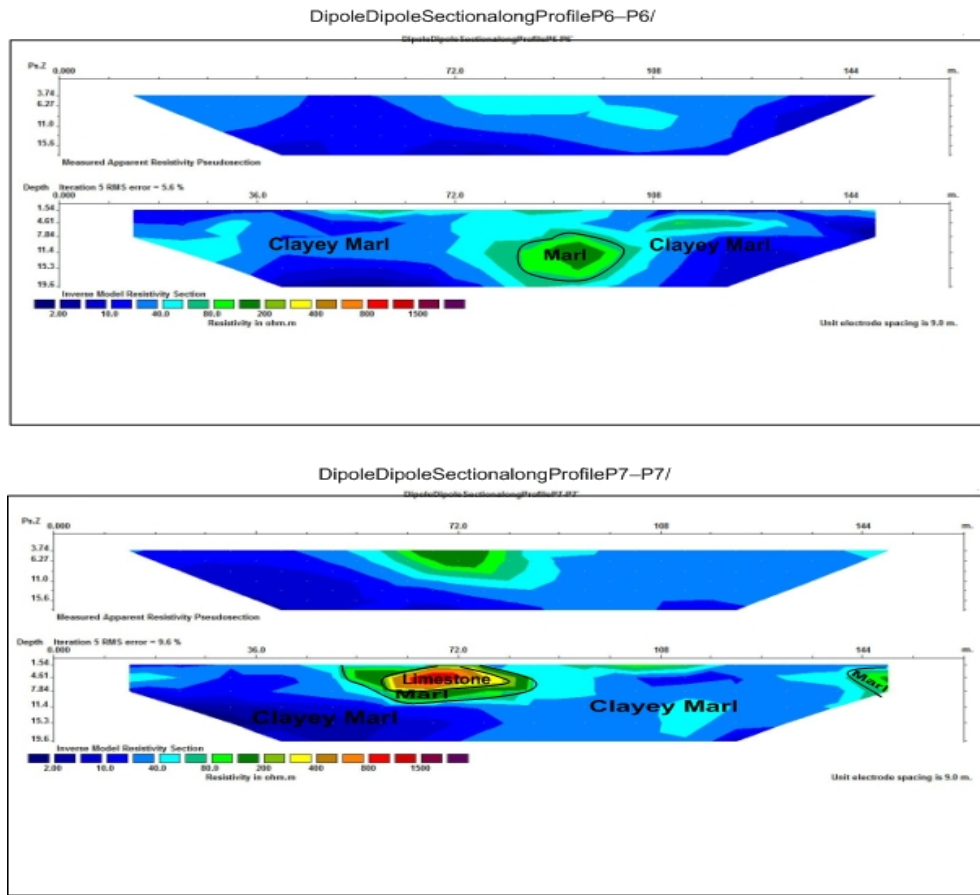 DipoleDipoleSectionalongProfileP6–P6/
DipoleDipoleSectionalongProfileP6-P6'
Ps.Z 0.000 72.0 108 144 m.
3.74
6.27
11.0
15.6
Measured Apparent Resistivity Pseudosection
Depth Iteration 5 RMS error = 5.6 %
0.000 36.0 72.0 108 144 m.
1.54
4.61
7.84
11.4
15.3
19.6
Clayey Marl
Marl
Clayey Marl
Inverse Model Resistivity Section
2.00 10.0 40.0 80.0 200 400 800 1500
Resistivity in ohm.m
Unit electrode spacing is 9.0 m.
DipoleDipoleSectionalongProfileP7–P7/
DipoleDipoleSectionalongProfileP7-P7'
Ps.Z 0.000 72.0 108 144 m.
3.74
6.27
11.0
15.6
Measured Apparent Resistivity Pseudosection
Depth Iteration 5 RMS error = 9.6 %
0.000 36.0 72.0 108 144 m.
1.54
4.61
7.84
11.4
15.3
19.6
Limestone
Marl
Marl
Clayey Marl
Clayey Marl
Inverse Model Resistivity Section
2.00 10.0 40.0 80.0 200 400 800 1500
Resistivity in ohm.m
Unit electrode spacing is 9.0 m.